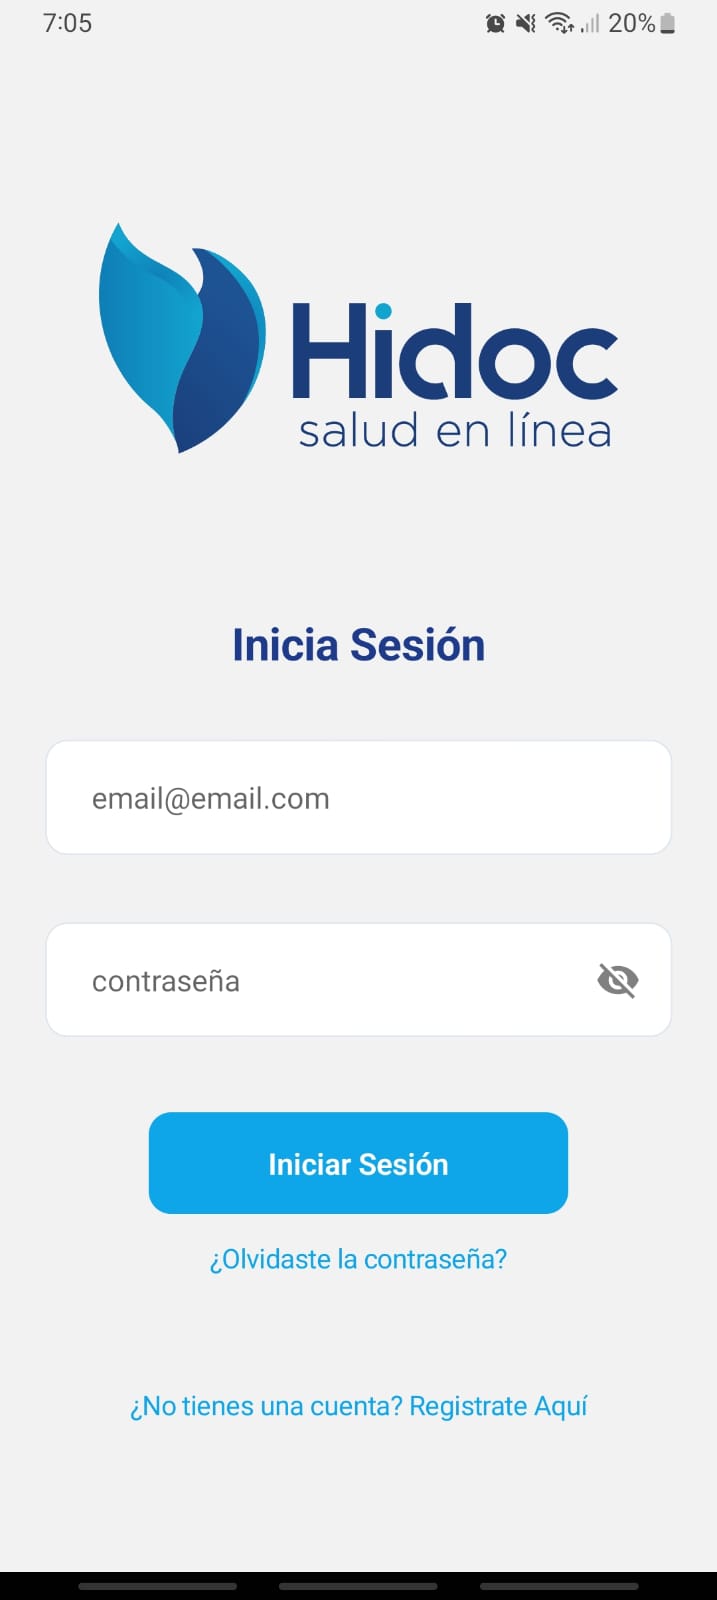 7:05
20%
Hidoc
salud en línea
Inicia Sesión
email@email.com
contraseña
Iniciar Sesión
¿Olvidaste la contraseña?
¿No tienes una cuenta? Registrate Aquí